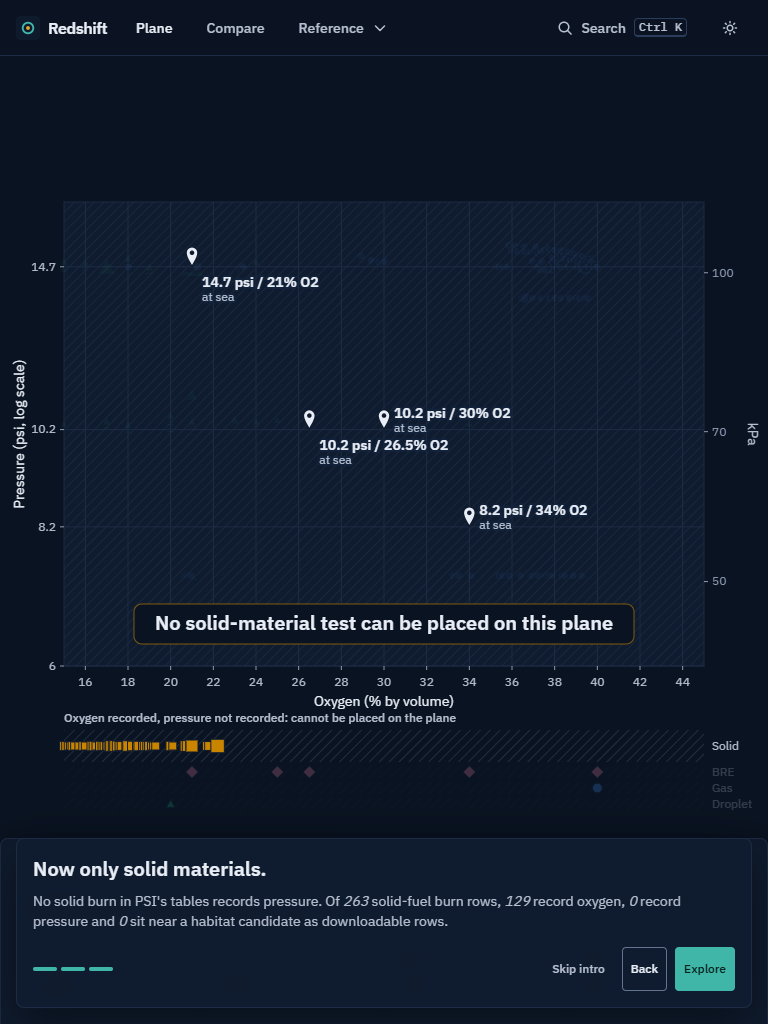 Redshift Plane Compare Reference Search Ctrl K
14.7 psi / 21% O2
at sea
10.2 psi / 30% O2
at sea
10.2 psi / 26.5% O2
at sea
8.2 psi / 34% O2
at sea
14.7
10.2
8.2
6
Pressure (psi, log scale)
100
70
50
kPa
No solid-material test can be placed on this plane
16 18 20 22 24 26 28 30 32 34 36 38 40 42 44
Oxygen (% by volume)
Oxygen recorded, pressure not recorded: cannot be placed on the plane
Solid
BRE
Gas
Droplet
Now only solid materials.
No solid burn in PSI's tables records pressure. Of 263 solid-fuel burn rows, 129 record oxygen, 0 record
pressure and 0 sit near a habitat candidate as downloadable rows.
Skip intro Back Explore